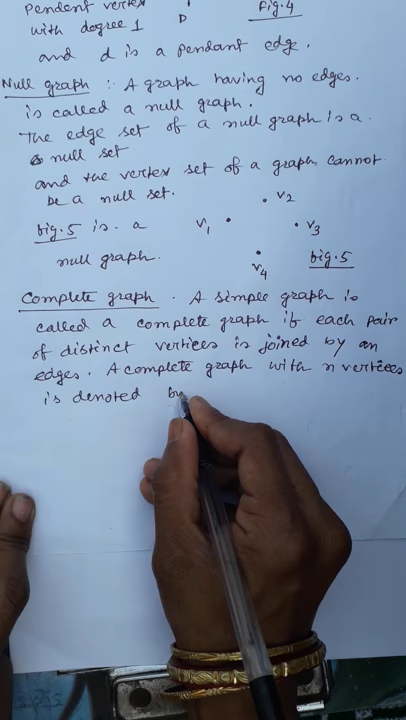 Pendent vertex
with degree 1 D Fig.4
and d is a pendant edge.
Null graph :- A graph having no edges.
is called a null graph.
The edge set of a null graph is a
null set
and the vertex set of a graph cannot
be a null set.
v2
fig.5 is a v1 v3
null graph. v4 fig.5
Complete graph. A simple graph is
called a complete graph if each pair
of distinct vertices is joined by an
edges. A complete graph with n vertices
is denoted by